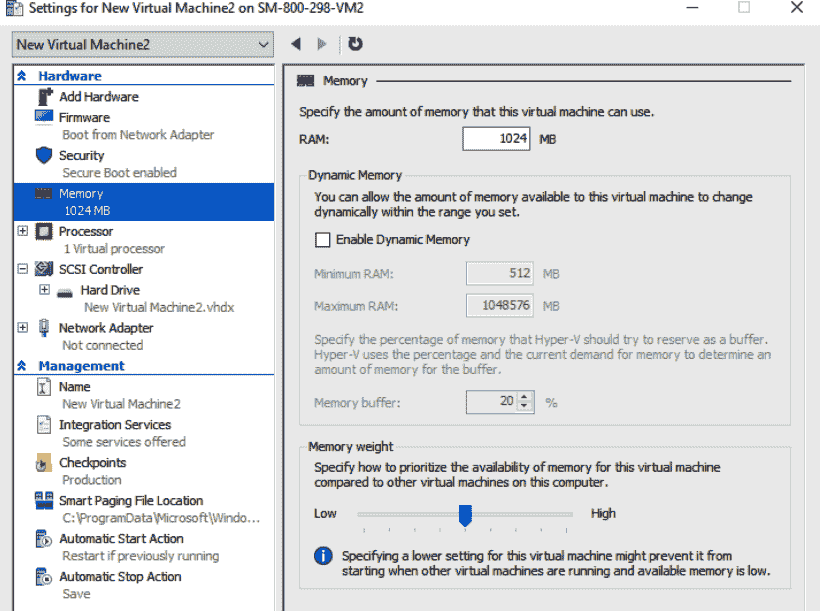 Settings for New Virtual Machine2 on SM-800-298-VM2
New Virtual Machine2
Hardware
Add Hardware
Firmware
Boot from Network Adapter
Security
Secure Boot enabled
Memory
1024 MB
Processor
1 Virtual processor
SCSI Controller
Hard Drive
New Virtual Machine2.vhdx
Network Adapter
Not connected
Management
Name
New Virtual Machine2
Integration Services
Some services offered
Checkpoints
Production
Smart Paging File Location
C:\ProgramData\Microsoft\Windo...
Automatic Start Action
Restart if previously running
Automatic Stop Action
Save
Memory
Specify the amount of memory that this virtual machine can use.
RAM: 1024 MB
Dynamic Memory
You can allow the amount of memory available to this virtual machine to change
dynamically within the range you set.
Enable Dynamic Memory
Minimum RAM: 512 MB
Maximum RAM: 1048576 MB
Specify the percentage of memory that Hyper-V should try to reserve as a buffer.
Hyper-V uses the percentage and the current demand for memory to determine an
amount of memory for the buffer.
Memory buffer: 20 %
Memory weight
Specify how to prioritize the availability of memory for this virtual machine
compared to other virtual machines on this computer.
Low High
Specifying a lower setting for this virtual machine might prevent it from
starting when other virtual machines are running and available memory is low.